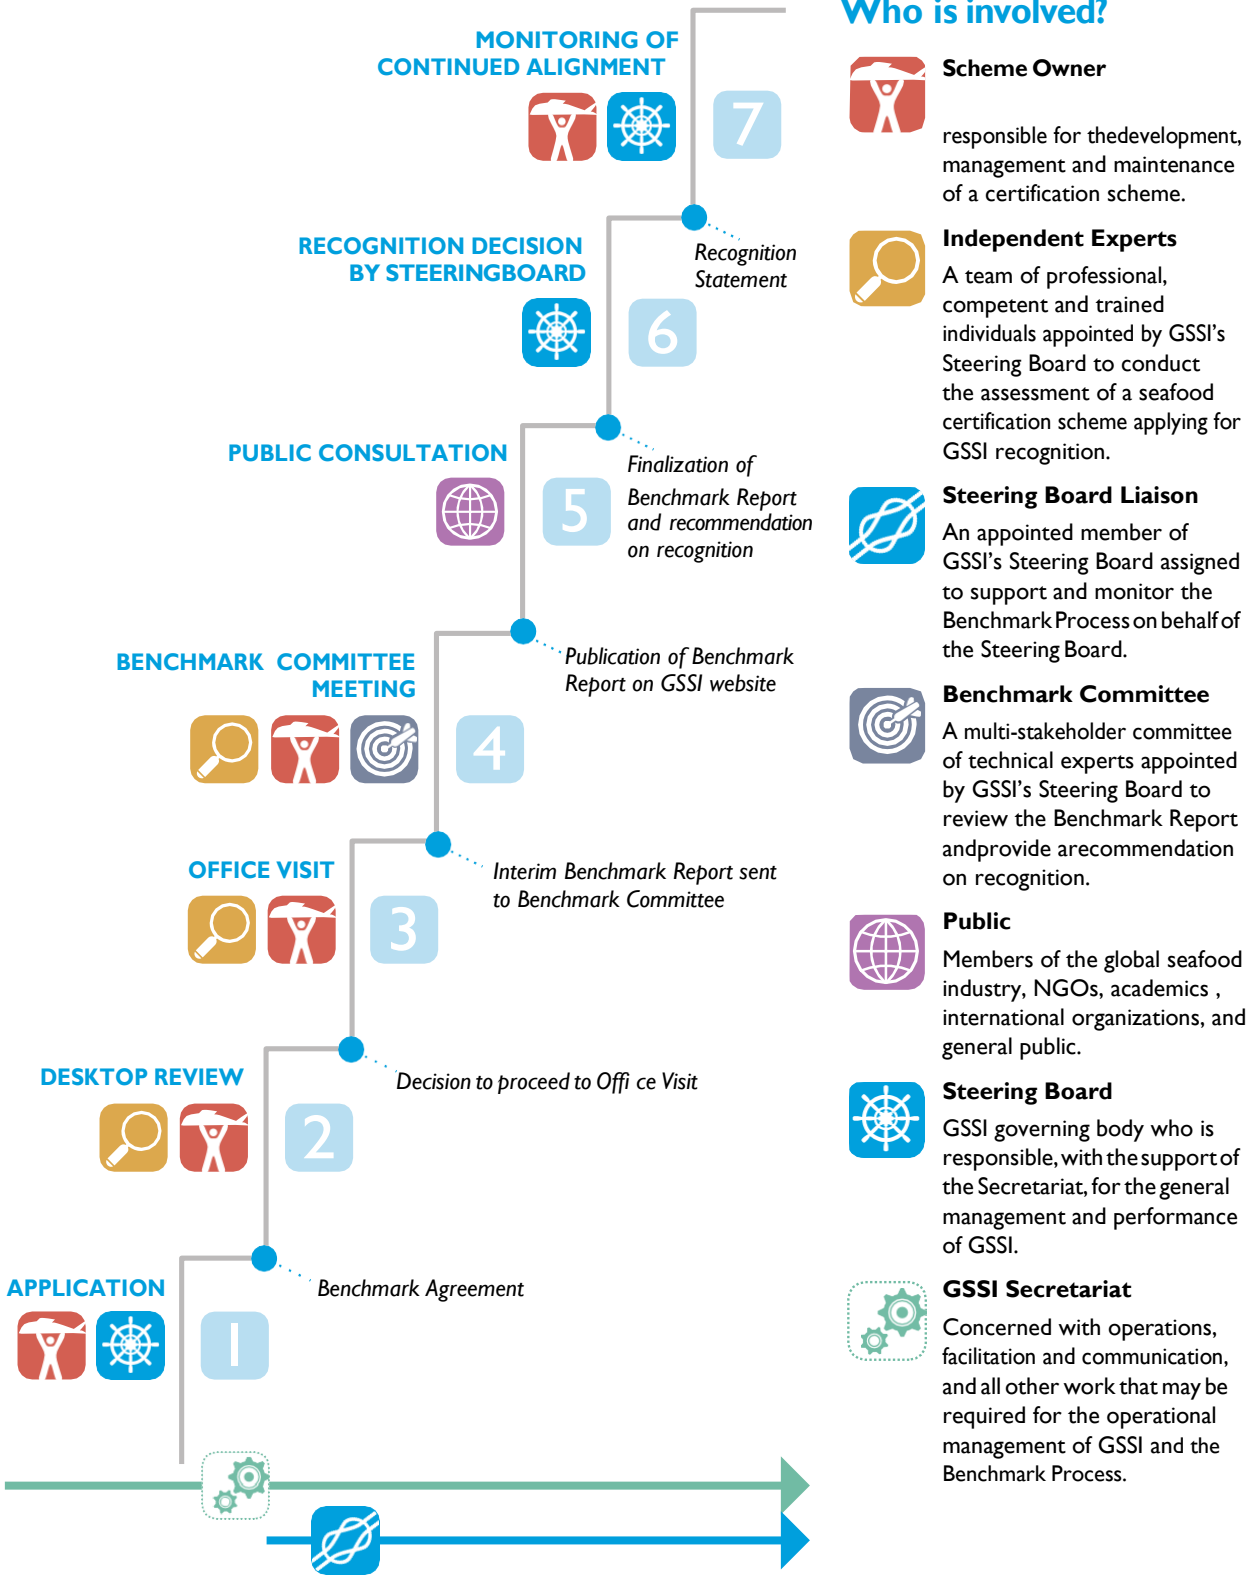 MONITORING OF
CONTINUED ALIGNMENT
7
Recognition
Statement
RECOGNITION DECISION
BY STEERINGBOARD
6
Finalization of
Benchmark Report
and recommendation
on recognition
PUBLIC CONSULTATION
5
Publication of Benchmark
Report on GSSI website
BENCHMARK COMMITTEE
MEETING
4
Interim Benchmark Report sent
to Benchmark Committee
OFFICE VISIT
3
Decision to proceed to Offi ce Visit
DESKTOP REVIEW
2
Benchmark Agreement
APPLICATION
1
Who is involved?
Scheme Owner
responsible for thedevelopment,
management and maintenance
of a certification scheme.
Independent Experts
A team of professional,
competent and trained
individuals appointed by GSSI's
Steering Board to conduct
the assessment of a seafood
certification scheme applying for
GSSI recognition.
Steering Board Liaison
An appointed member of
GSSI's Steering Board assigned
to support and monitor the
Benchmark Process on behalf of
the Steering Board.
Benchmark Committee
A multi-stakeholder committee
of technical experts appointed
by GSSI's Steering Board to
review the Benchmark Report
andprovide arecommendation
on recognition.
Public
Members of the global seafood
industry, NGOs, academics ,
international organizations, and
general public.
Steering Board
GSSI governing body who is
responsible, with the support of
the Secretariat, for the general
management and performance
of GSSI.
GSSI Secretariat
Concerned with operations,
facilitation and communication,
and all other work that may be
required for the operational
management of GSSI and the
Benchmark Process.